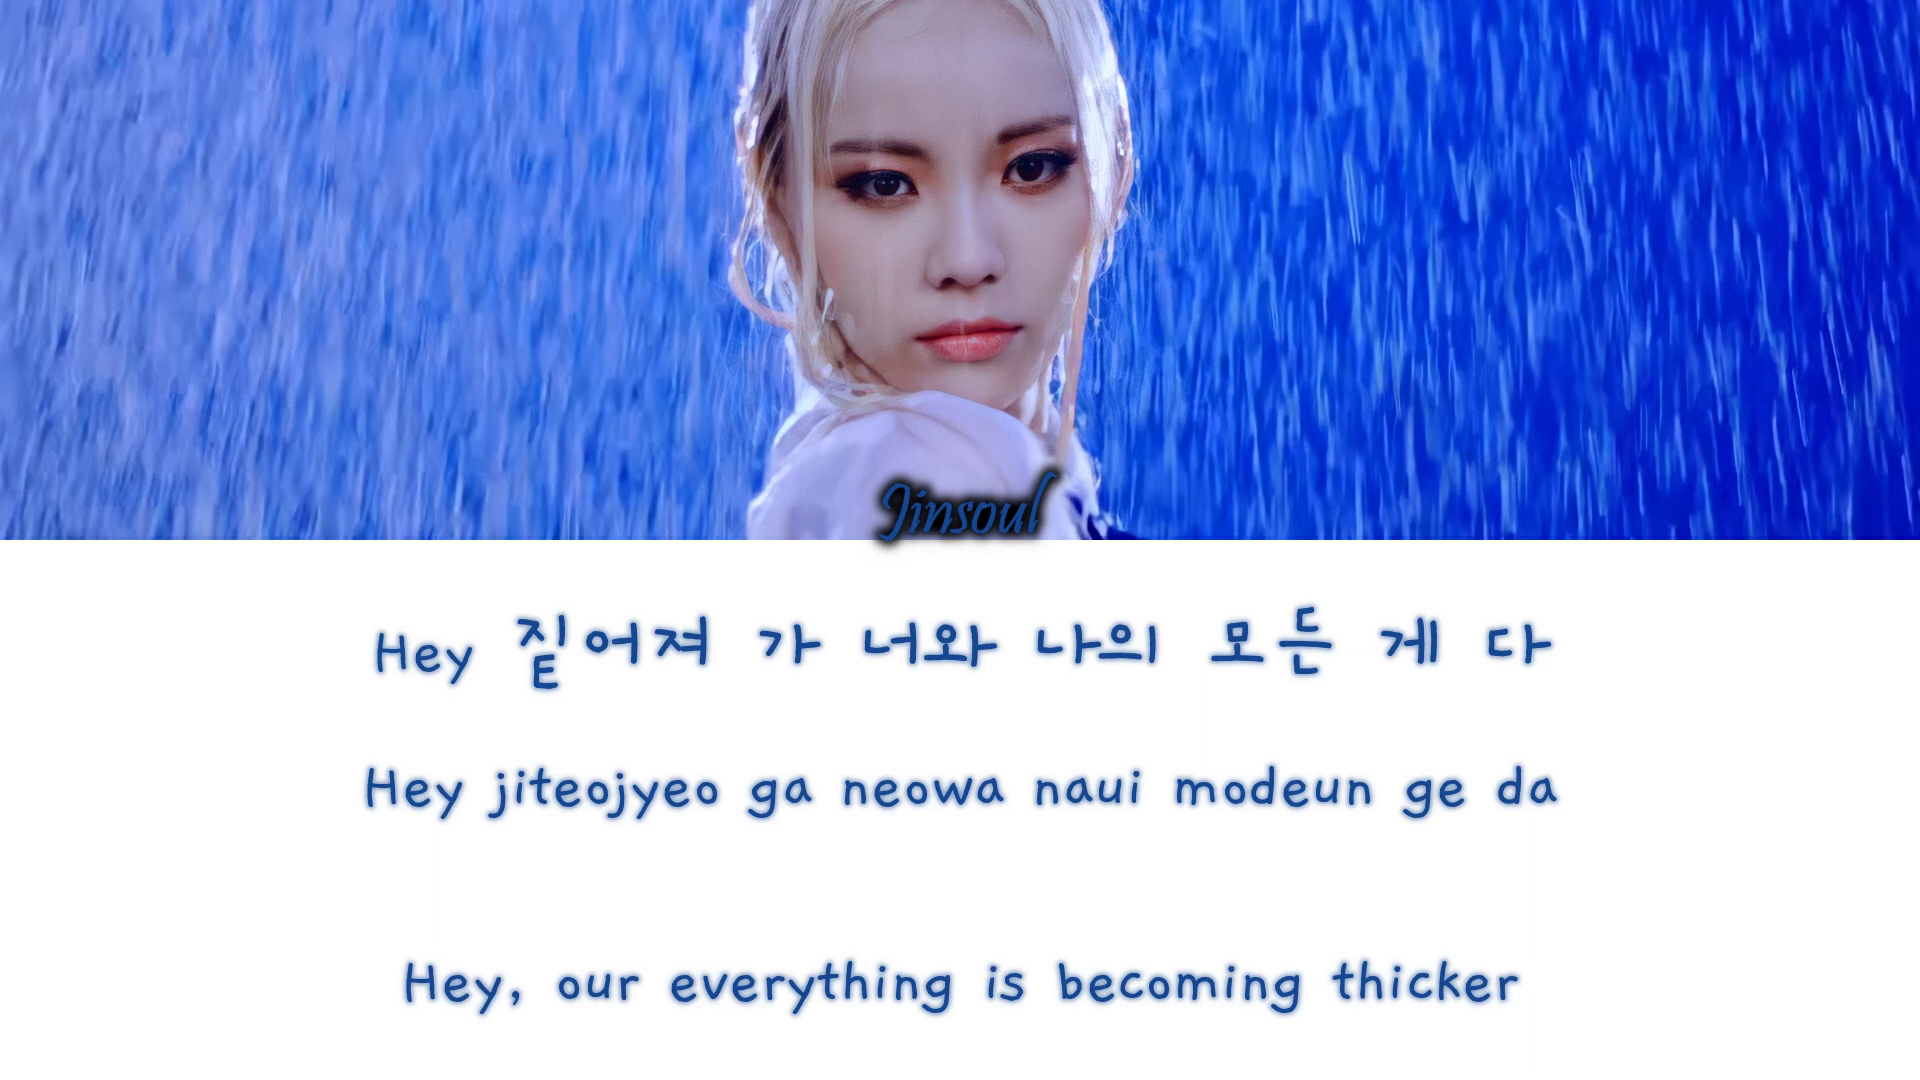 Jinsoul
Hey 짙어져 가 너와 나의 모든 게 다
Hey jiteojyeo ga neowa naui modeun ge da
Hey, our everything is becoming thicker